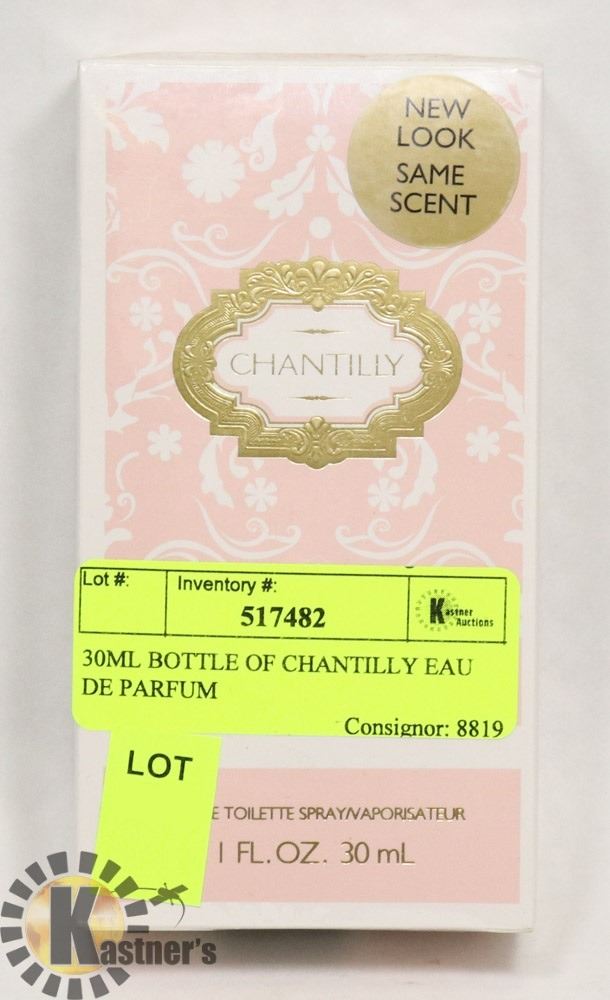 NEW
LOOK
SAME
SCENT
CHANTILLY
Lot #:
Inventory #:
517482
Kastner
Auctions
30ML BOTTLE OF CHANTILLY EAU
DE PARFUM
Consignor: 8819
LOT
E TOILETTE SPRAY/VAPORISATEUR
1 FL. OZ. 30 mL
Kastner's